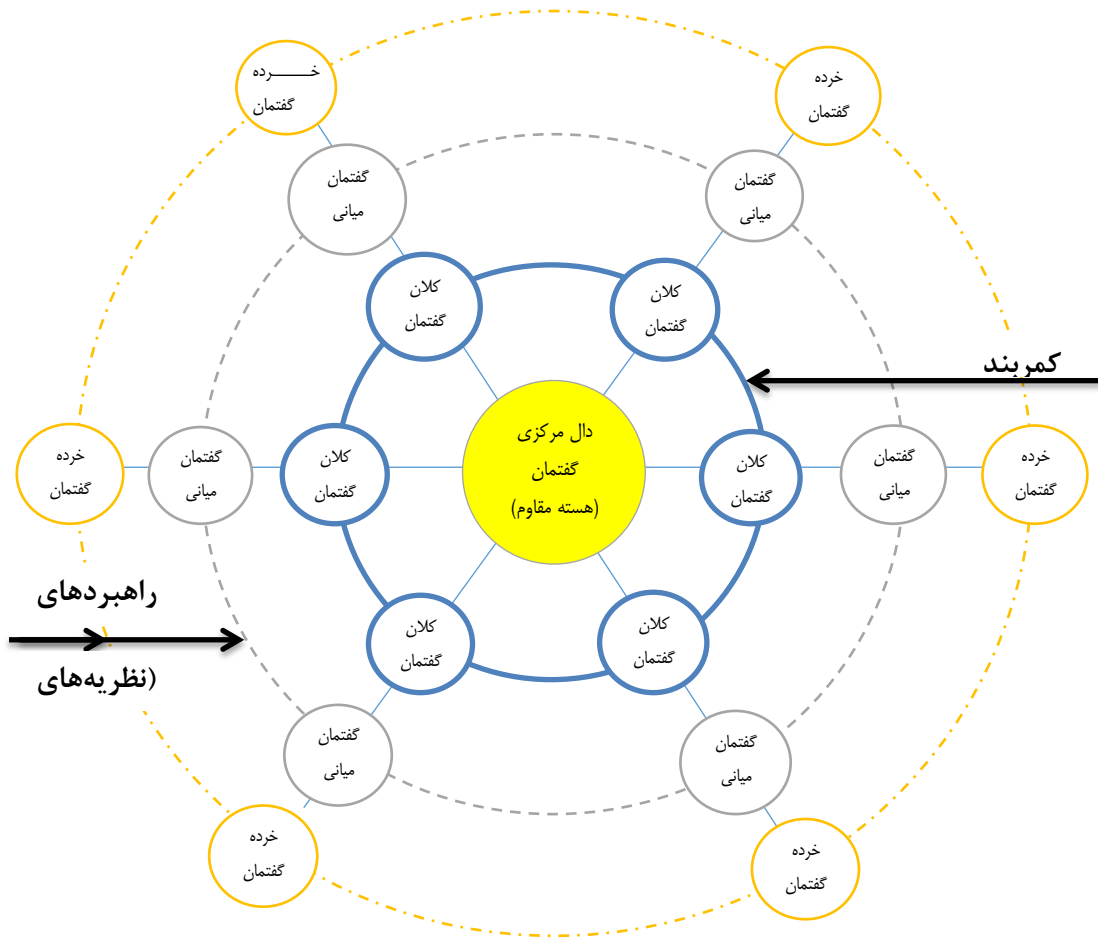 خـــــرده
گفتمان
خرده
گفتمان
گفتمان
میانی
گفتمان
میانی
کلان
گفتمان
کلان
گفتمان
کمربند
دال مرکزی
گفتمان
(هسته مقاوم)
خرده
گفتمان
گفتمان
میانی
کلان
گفتمان
کلان
گفتمان
گفتمان
میانی
خرده
گفتمان
راهبردهای
(نظریه‌های
کلان
گفتمان
کلان
گفتمان
گفتمان
میانی
گفتمان
میانی
خرده
گفتمان
خرده
گفتمان